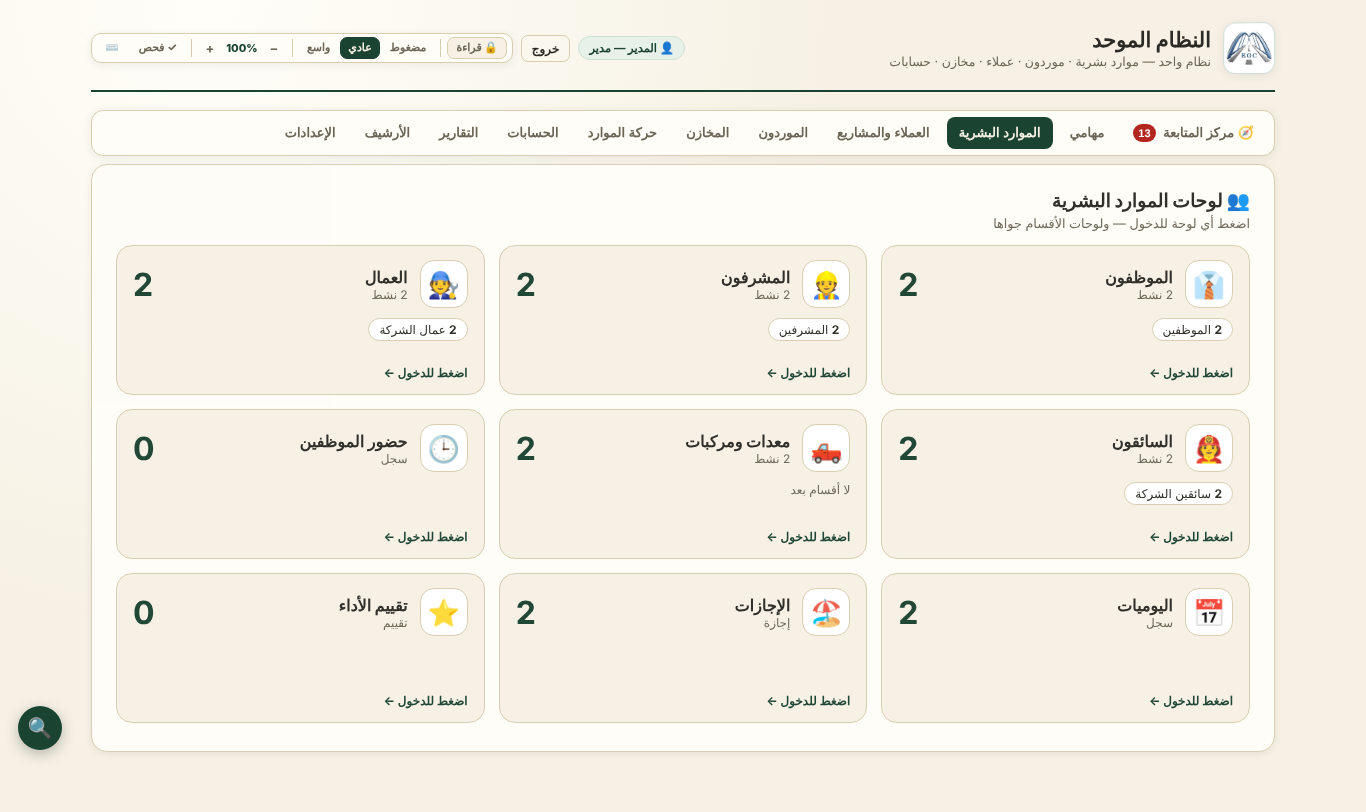 النظام الموحد
نظام واحد — موارد بشرية · موردون · عملاء · مخازن · حسابات
ROC
👤 المدير — مدير
خروج
🔒 قراءة
مضغوط
عادي
واسع
− 100% +
✓ فحص
🧭 مركز المتابعة 13
مهامي
الموارد البشرية
العملاء والمشاريع
الموردون
المخازن
حركة الموارد
الحسابات
التقارير
الأرشيف
الإعدادات
👥 لوحات الموارد البشرية
اضغط أي لوحة للدخول — ولوحات الأقسام جواها
الموظفون
2 نشط
2
2 الموظفين
اضغط للدخول ←
المشرفون
2 نشط
2
2 المشرفين
اضغط للدخول ←
العمال
2 نشط
2
2 عمال الشركة
اضغط للدخول ←
السائقون
2 نشط
2
2 سائقين الشركة
اضغط للدخول ←
معدات ومركبات
2 نشط
2
لا أقسام بعد
اضغط للدخول ←
حضور الموظفين
سجل
0
اضغط للدخول ←
اليوميات
سجل
2
July
17
اضغط للدخول ←
الإجازات
إجازة
2
اضغط للدخول ←
تقييم الأداء
تقييم
0
اضغط للدخول ←